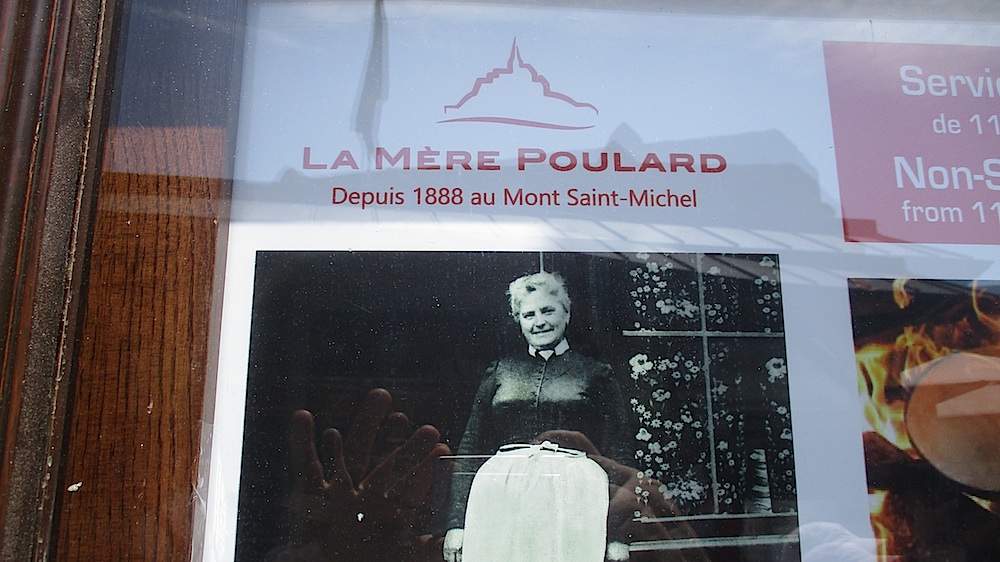 LA MÈRE POULARD
Depuis 1888 au Mont Saint-Michel
de 11
from 11